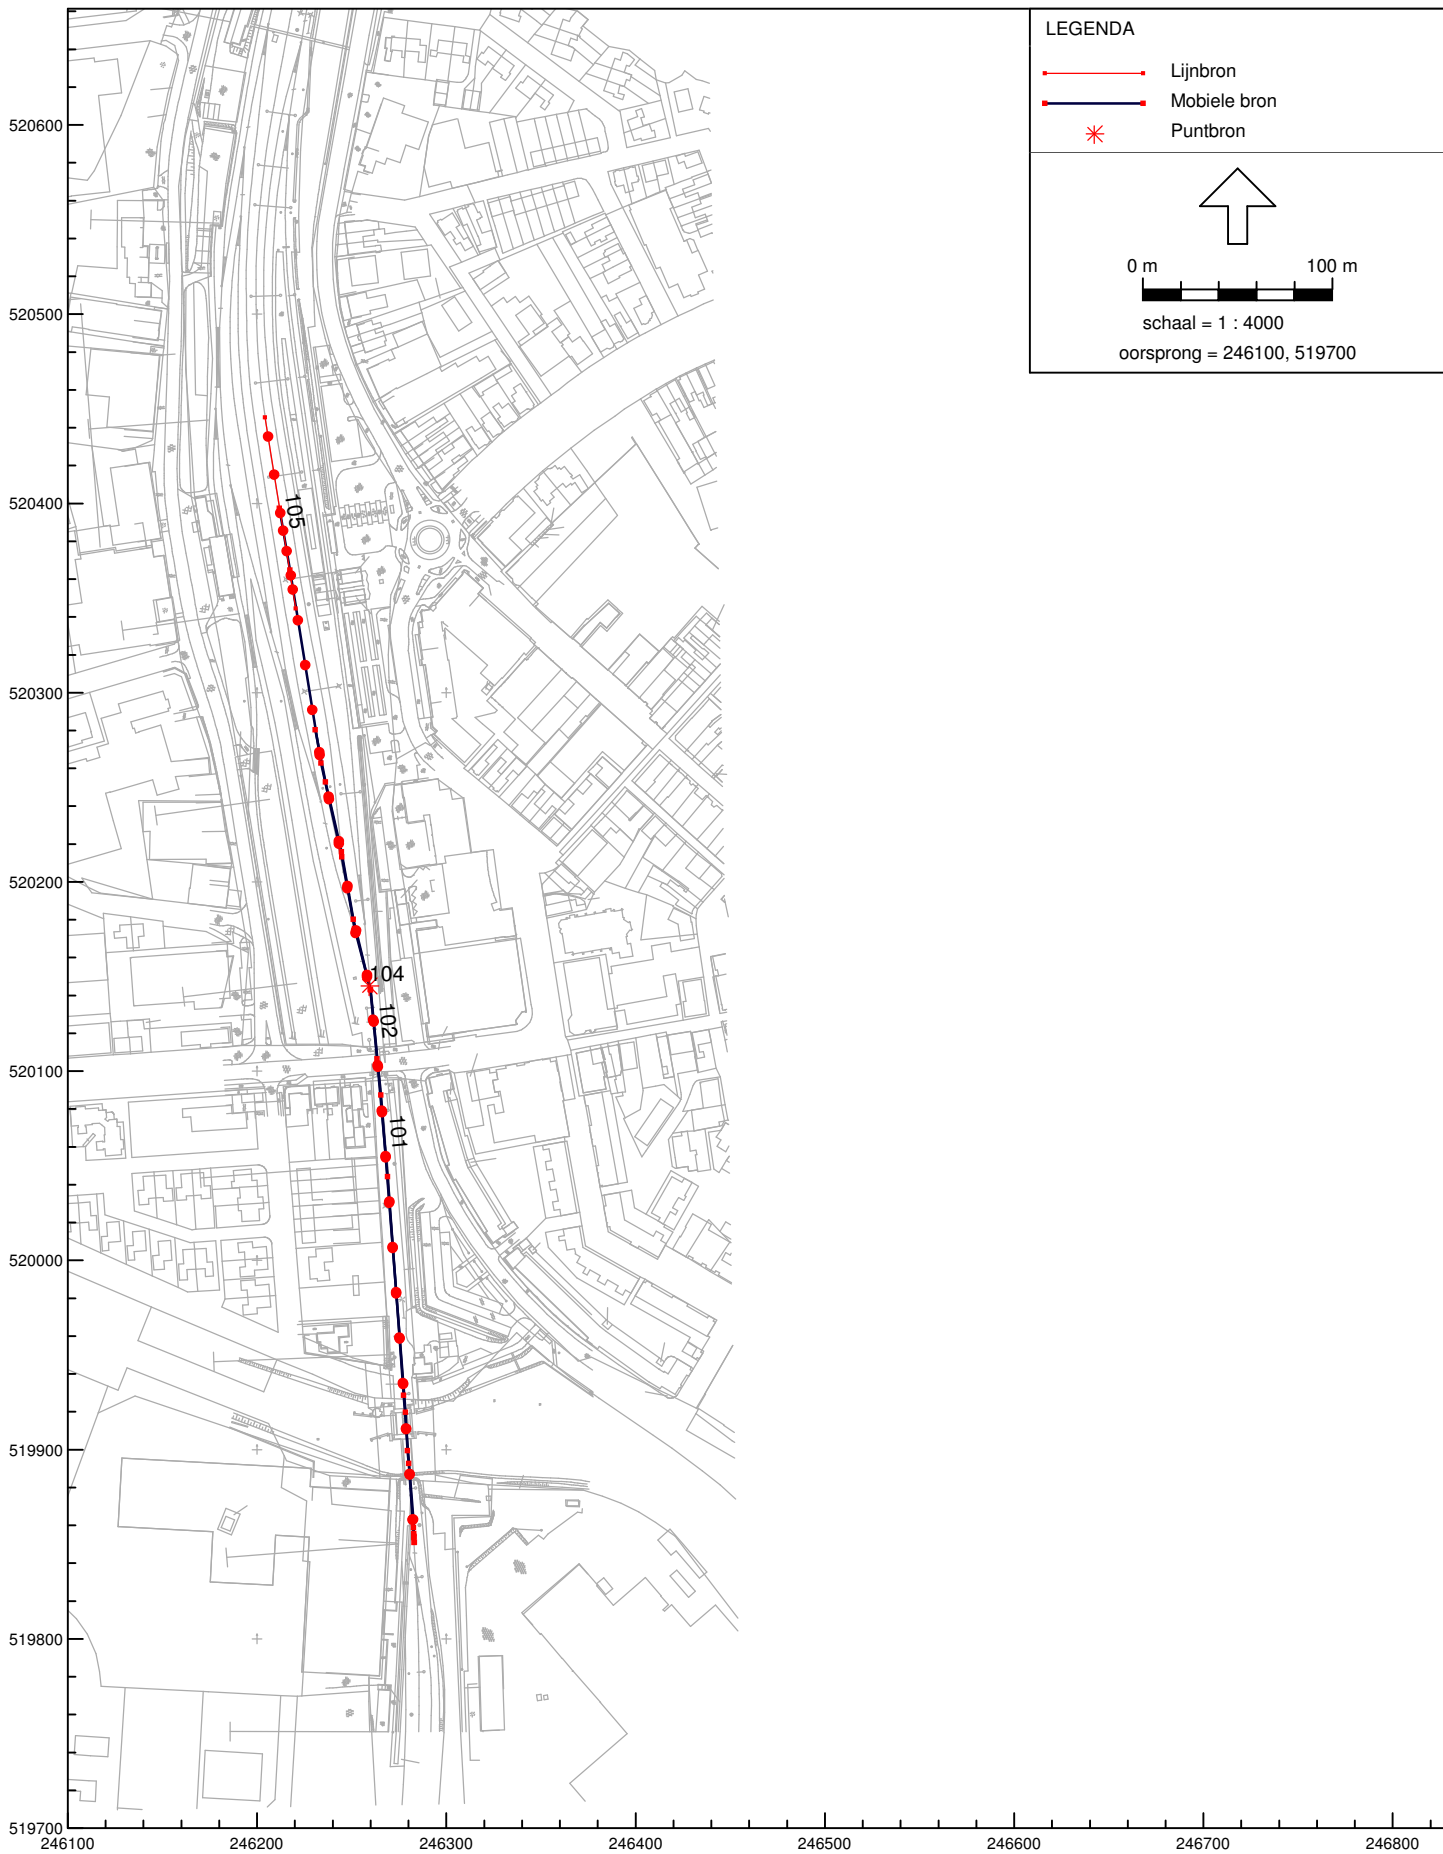 LEGENDA
Lijnbron
Mobiele bron
Puntbron
0 m 100 m
schaal = 1 : 4000
oorsprong = 246100, 519700
520600
520500
520400
520300
520200
520100
520000
519900
519800
519700
105
104
102
101
246100 246200 246300 246400 246500 246600 246700 246800